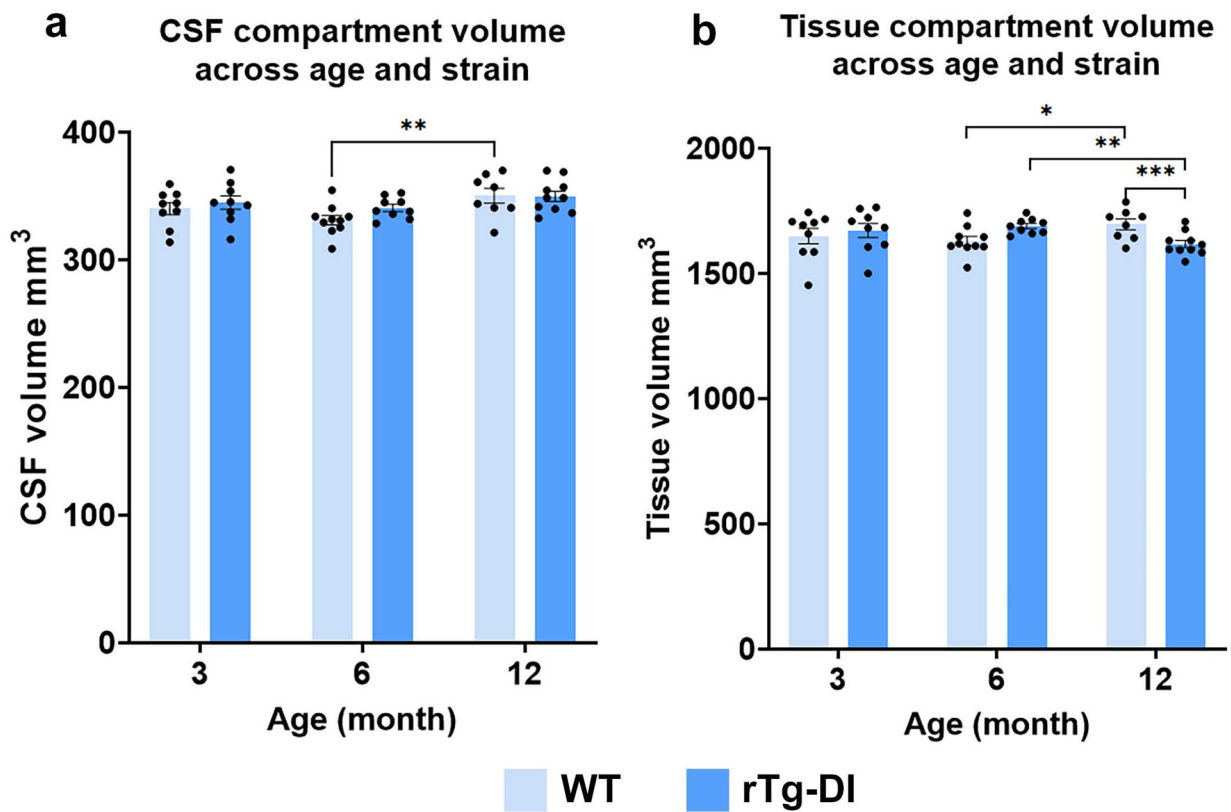 a
CSF compartment volume
across age and strain
CSF volume mm³
400
300
200
100
0
**
3
6
12
Age (month)
b
Tissue compartment volume
across age and strain
Tissue volume mm³
2000
1500
1000
500
0
*
**
***
3
6
12
Age (month)
WT
rTg-DI